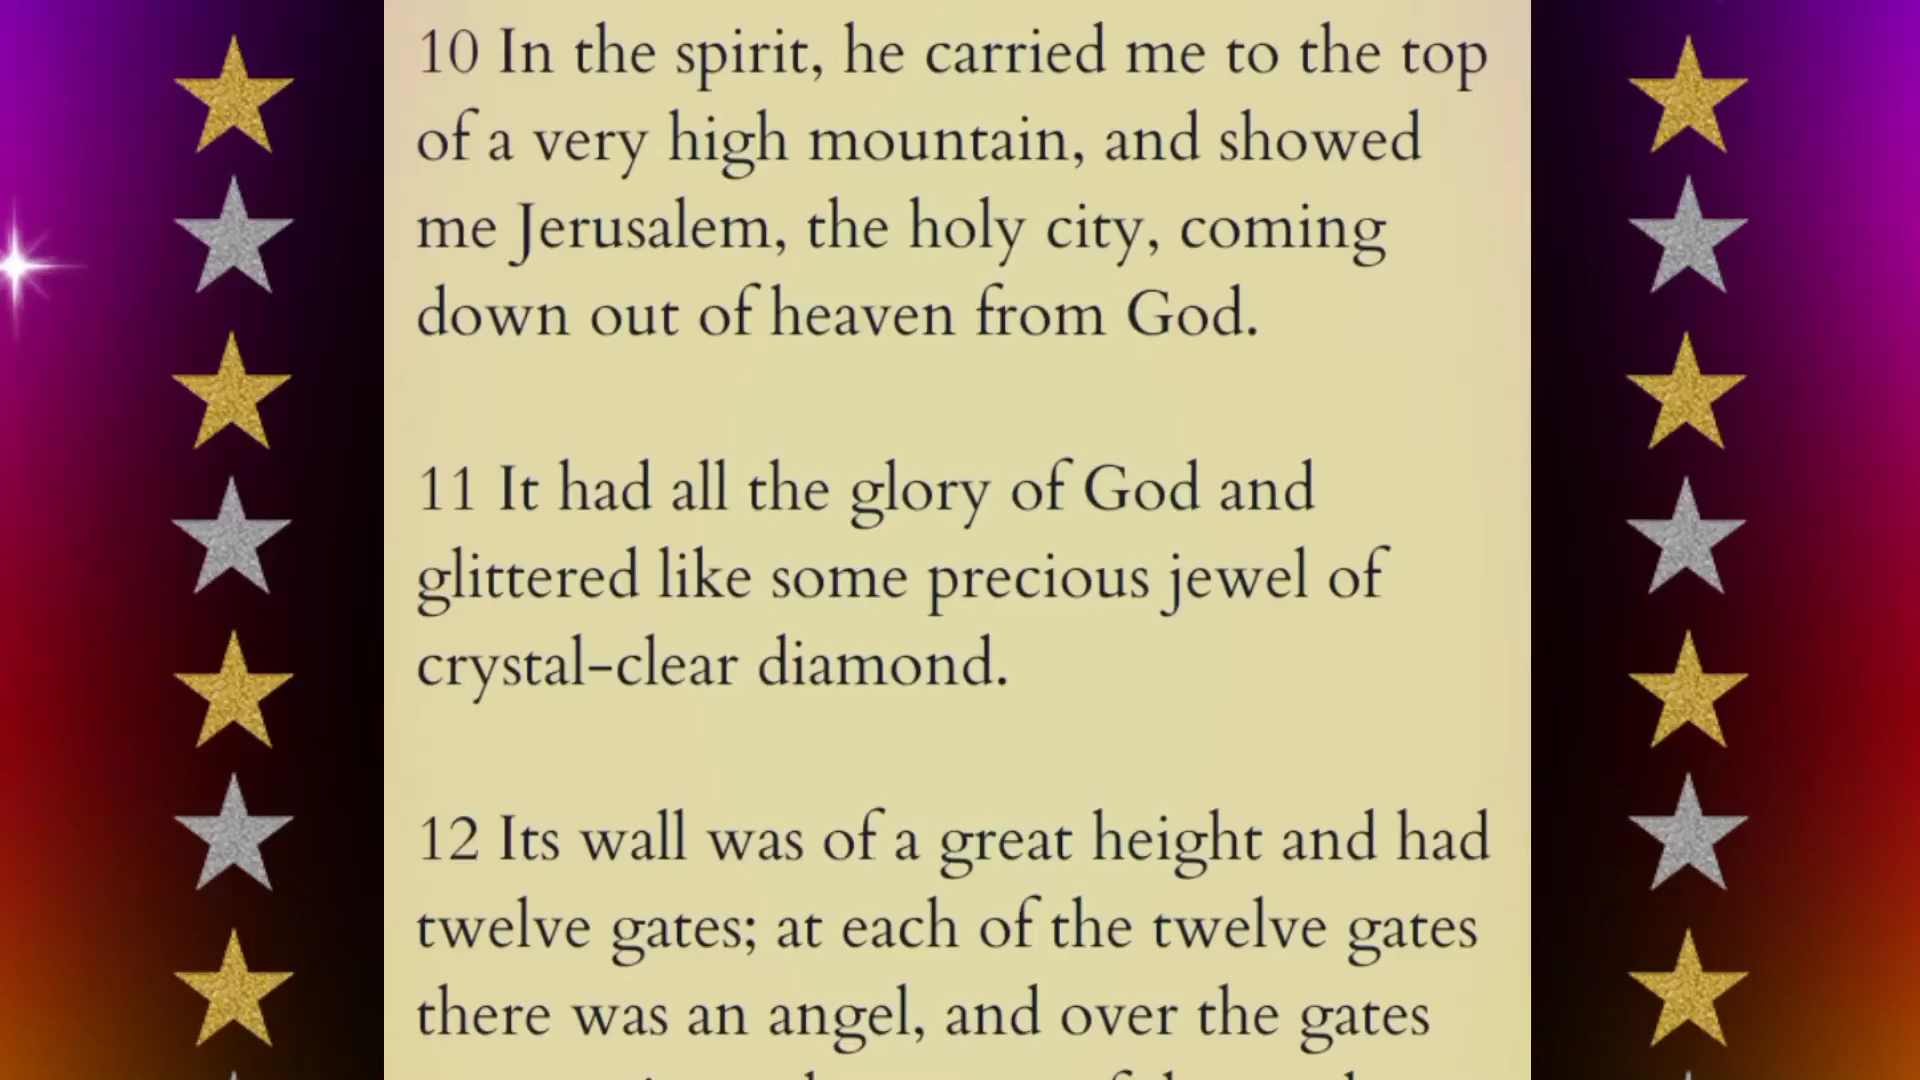 10 In the spirit, he carried me to the top
of a very high mountain, and showed
me Jerusalem, the holy city, coming
down out of heaven from God.
11 It had all the glory of God and
glittered like some precious jewel of
crystal-clear diamond.
12 Its wall was of a great height and had
twelve gates; at each of the twelve gates
there was an angel, and over the gates